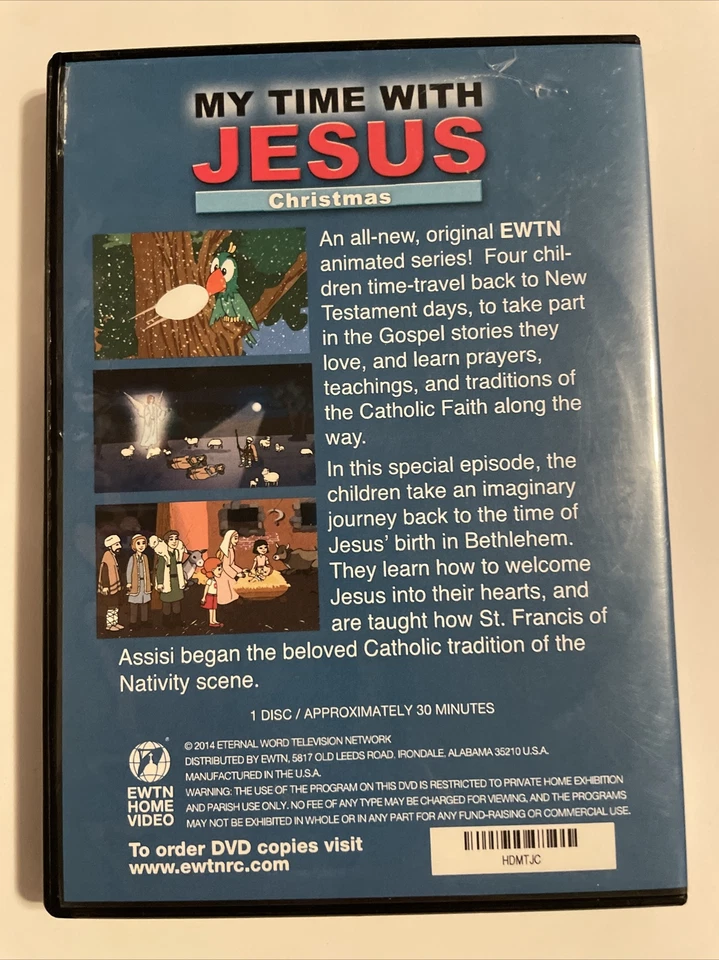 MY TIME WITH
JESUS
Christmas
An all-new, original EWTN
animated series! Four chil-
dren time-travel back to New
Testament days, to take part
in the Gospel stories they
love, and learn prayers,
teachings, and traditions of
the Catholic Faith along the
way.
In this special episode, the
children take an imaginary
journey back to the time of
Jesus' birth in Bethlehem.
They learn how to welcome
Jesus into their hearts, and
are taught how St. Francis of
Assisi began the beloved Catholic tradition of the
Nativity scene.
1 DISC / APPROXIMATELY 30 MINUTES
®
EWTN
HOME
VIDEO
© 2014 ETERNAL WORD TELEVISION NETWORK
DISTRIBUTED BY EWTN, 5817 OLD LEEDS ROAD, IRONDALE, ALABAMA 35210 U.S.A.
MANUFACTURED IN THE U.S.A.
WARNING: THE USE OF THE PROGRAM ON THIS DVD IS RESTRICTED TO PRIVATE HOME EXHIBITION
AND PARISH USE ONLY. NO FEE OF ANY TYPE MAY BE CHARGED FOR VIEWING, AND THE PROGRAMS
MAY NOT BE EXHIBITED IN WHOLE OR IN ANY PART FOR ANY FUND-RAISING OR COMMERCIAL USE.
To order DVD copies visit
www.ewtnrc.com
HDMTJC